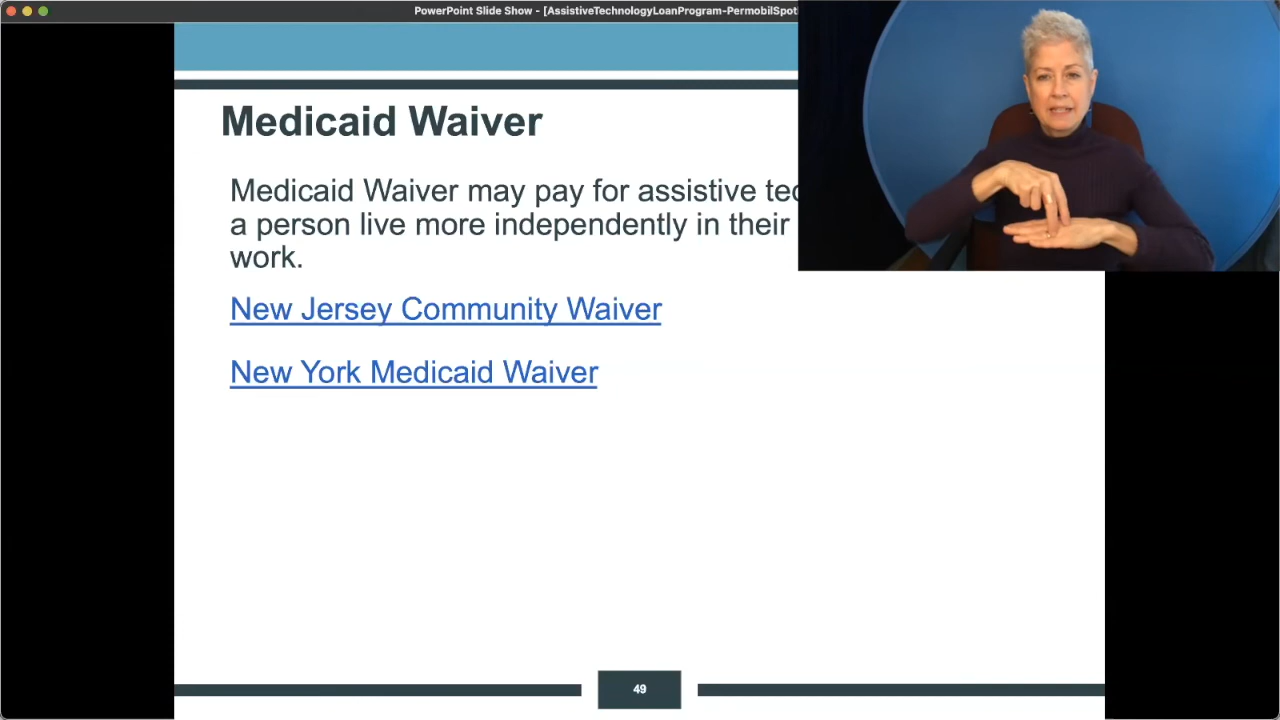 PowerPoint Slide Show - [AssistiveTechnologyLoanProgram-PermobilSpot
Medicaid Waiver
Medicaid Waiver may pay for assistive
a person live more independently in their
work.
New Jersey Community Waiver
New York Medicaid Waiver
49